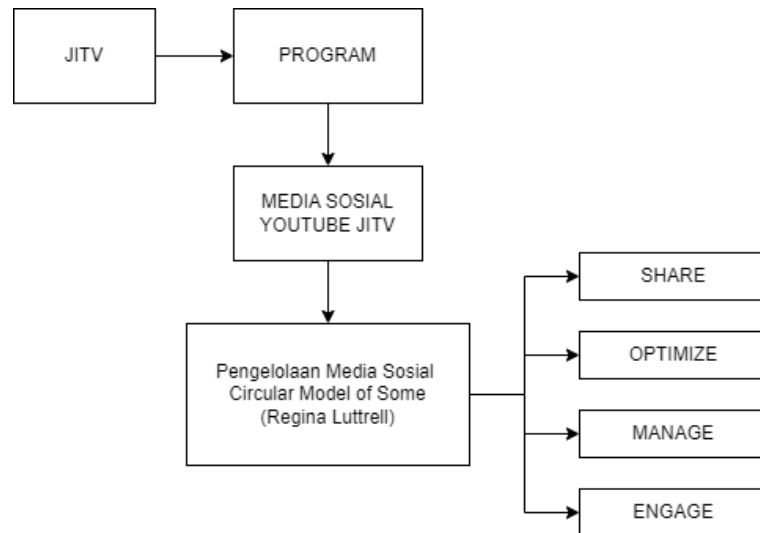 JITV
PROGRAM
MEDIA SOSIAL
YOUTUBE JITV
Pengelolaan Media Sosial
Circular Model of Some
(Regina Luttrell)
SHARE
OPTIMIZE
MANAGE
ENGAGE